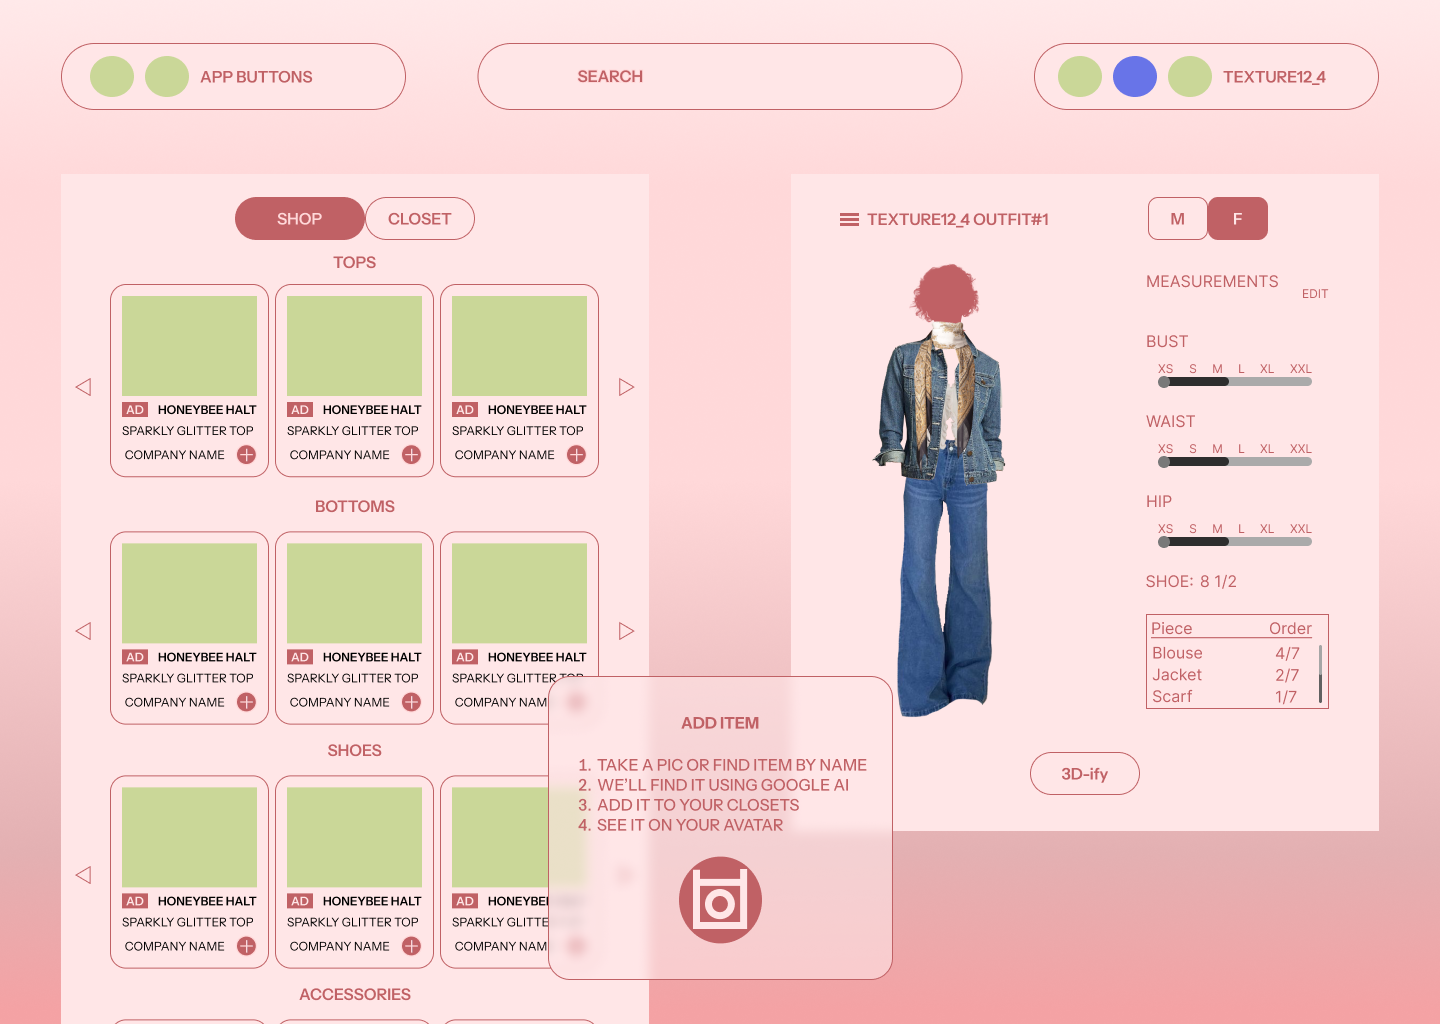 APP BUTTONS
SEARCH
TEXTURE12_4
SHOP
CLOSET
TOPS
AD HONEYBEE HALT
SPARKLY GLITTER TOP
COMPANY NAME
AD HONEYBEE HALT
SPARKLY GLITTER TOP
COMPANY NAME
AD HONEYBEE HALT
SPARKLY GLITTER TOP
COMPANY NAME
BOTTOMS
AD HONEYBEE HALT
SPARKLY GLITTER TOP
COMPANY NAME
AD HONEYBEE HALT
SPARKLY GLITTER TOP
COMPANY NAME
AD HONEYBEE HALT
SPARKLY GLITTER TOP
COMPANY NAM
SHOES
AD HONEYBEE HALT
SPARKLY GLITTER TOP
COMPANY NAME
AD HONEYBEE HALT
SPARKLY GLITTER TOP
COMPANY NAME
AD HONEYBE
SPARKLY GLITTE
COMPANY NAM
ACCESSORIES
TEXTURE12_4 OUTFIT#1
M
F
MEASUREMENTS
EDIT
BUST
XS S M L XL XXL
WAIST
XS S M L XL XXL
HIP
XS S M L XL XXL
SHOE: 8 1/2
Piece Order
Blouse 4/7
Jacket 2/7
Scarf 1/7
3D-ify
ADD ITEM
1. TAKE A PIC OR FIND ITEM BY NAME
2. WE'LL FIND IT USING GOOGLE AI
3. ADD IT TO YOUR CLOSETS
4. SEE IT ON YOUR AVATAR